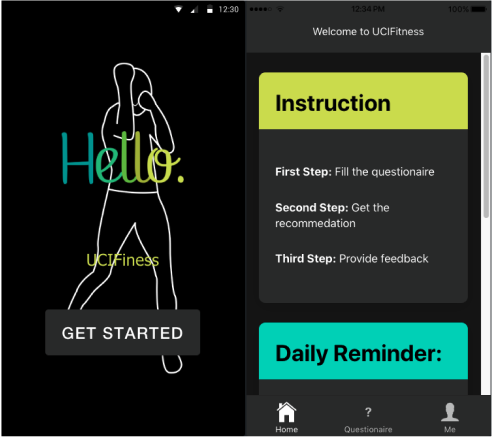 12:30
Hello.
UCIFiness
GET STARTED
12:34 PM
100%
Welcome to UCIFitness
Instruction
First Step: Fill the questionaire
Second Step: Get the
recommedation
Third Step: Provide feedback
Daily Reminder:
?
Home
Questionaire
Me